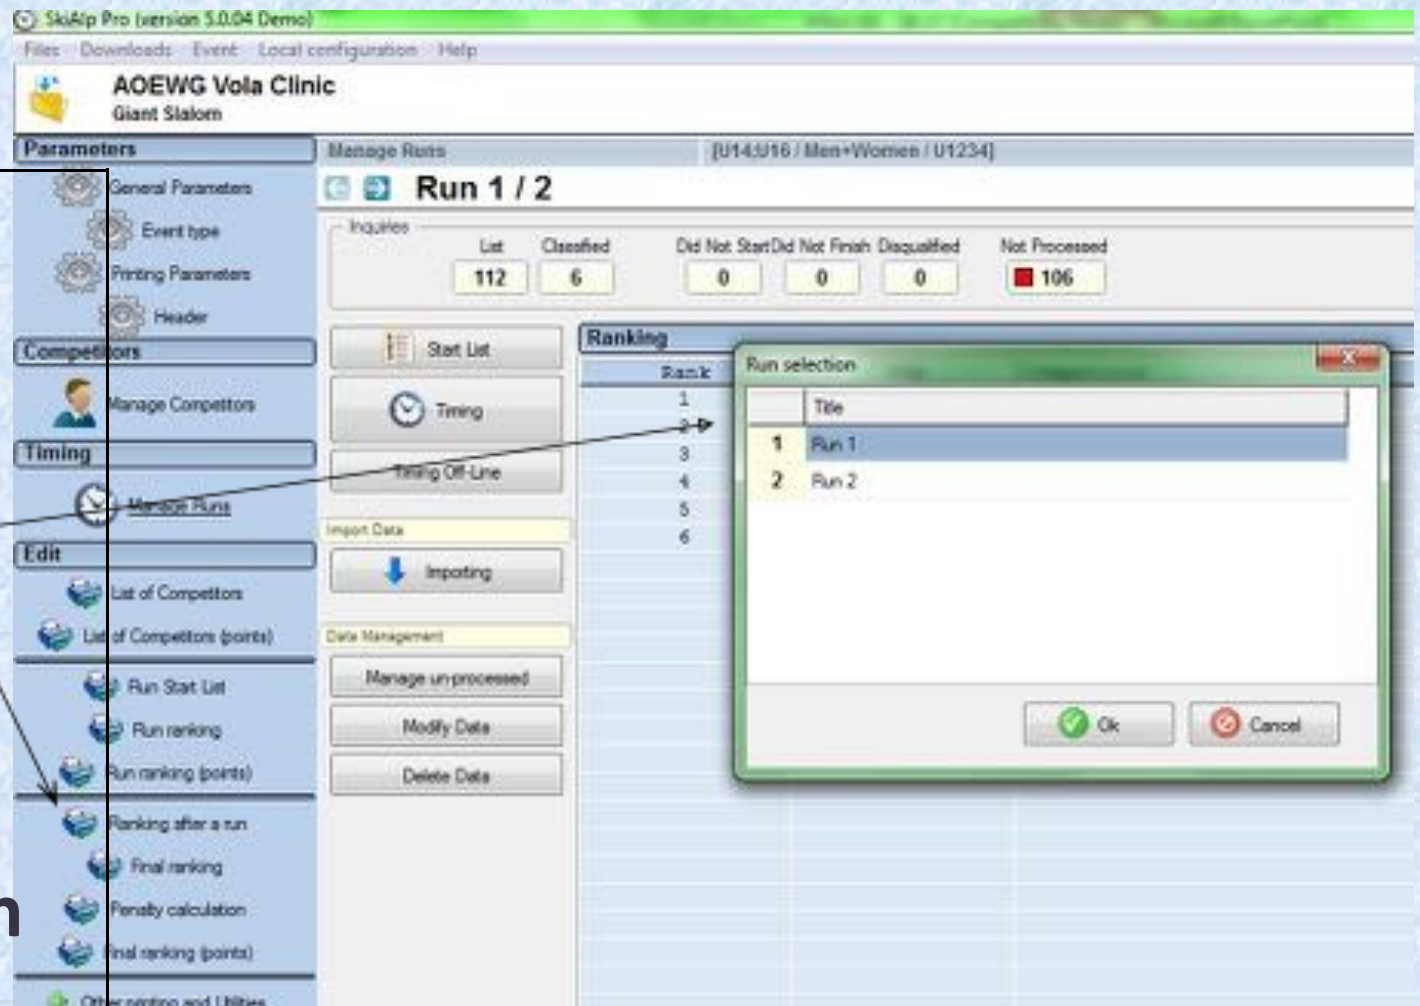 SkiAlp Pro (version 5.0.04 Demo)
Files Downloads Event Local configuration Help
AOEWG Vola Clinic
Giant Slalom
Parameters
General Parameters
Event type
Printing Parameters
Header
Competitors
Manage Competitors
Timing
Manage Runs
Edit
List of Competitors
List of Competitors (points)
Run Start List
Run ranking
Run ranking (points)
Ranking after a run
Final ranking
Penalty calculation
Final ranking (points)
Other printing and Utilities
n
Manage Runs [U14;U16 / Men+Women / U1234]
Run 1 / 2
Inquiries
List Classified Did Not Start Did Not Finish Disqualified Not Processed
112 6 0 0 0 106
Start List
Timing
Timing Off-Line
Import Data
Importing
Data Management
Manage un-processed
Modify Data
Delete Data
Ranking
Rank
1
2
3
4
5
6
Run selection
Title
1 Run 1
2 Run 2
Ok Cancel